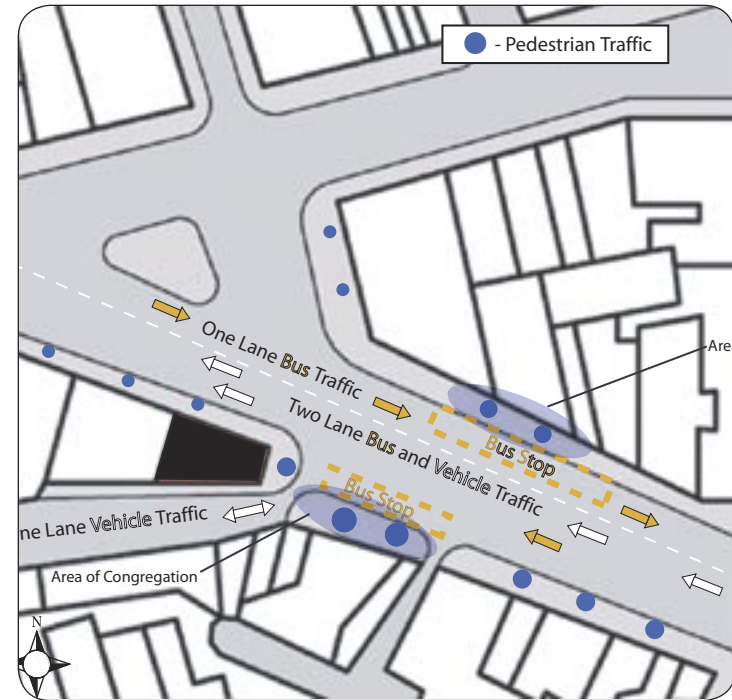 - Pedestrian Traffic
One Lane Bus Traffic
Area
Two Lane Bus and Vehicle Traffic
Bus Stop
Bus Stop
ne Lane Vehicle Traffic
Area of Congregation
N